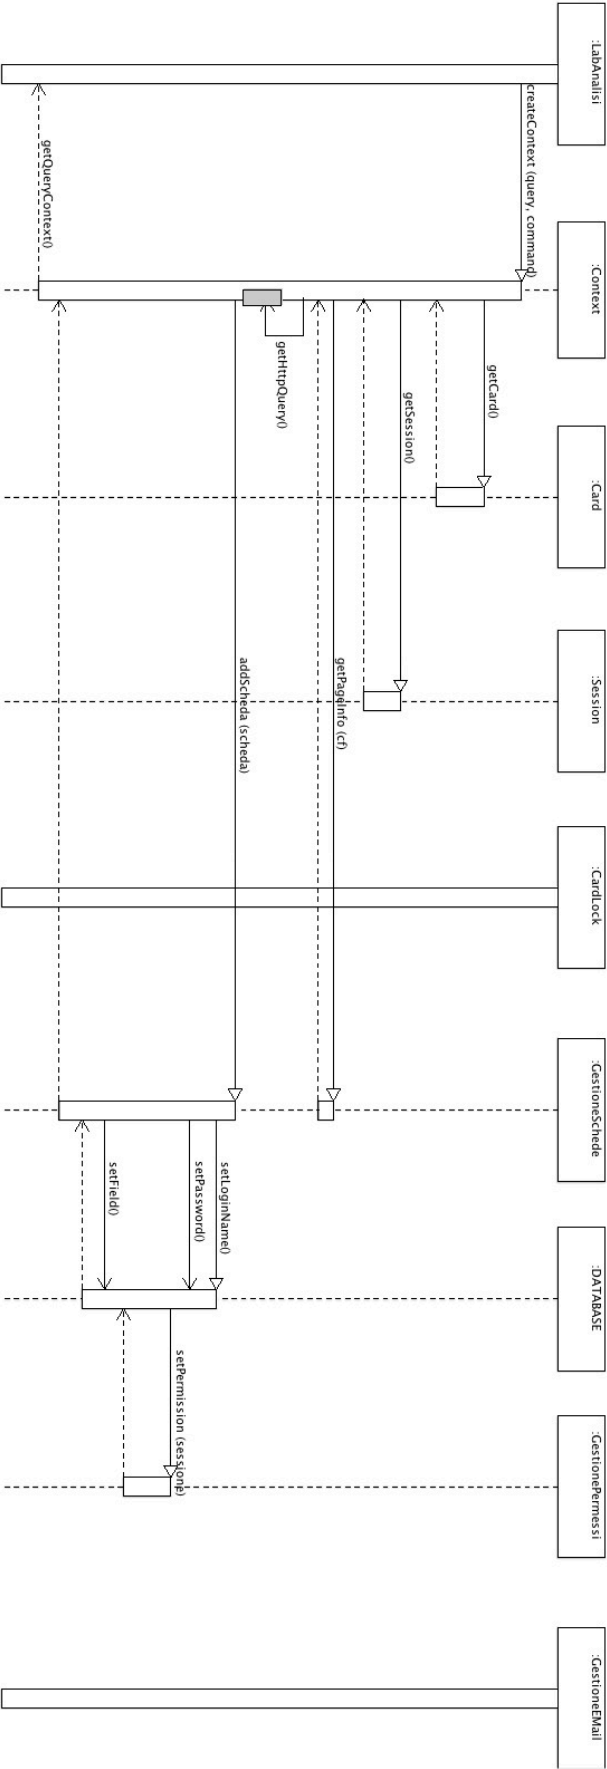 :LabAnalisi
:Context
:Card
:Session
:CardLock
:GestioneSchede
:DATABASE
:GestionePermessi
:GestioneEMail
createContext (query, command)
getCard()
getSession()
getPageInfo (cf)
getHttpQuery()
addScheda (scheda)
setLoginName()
setPassword()
setPermission (sessione)
setField()
getQueryContext()